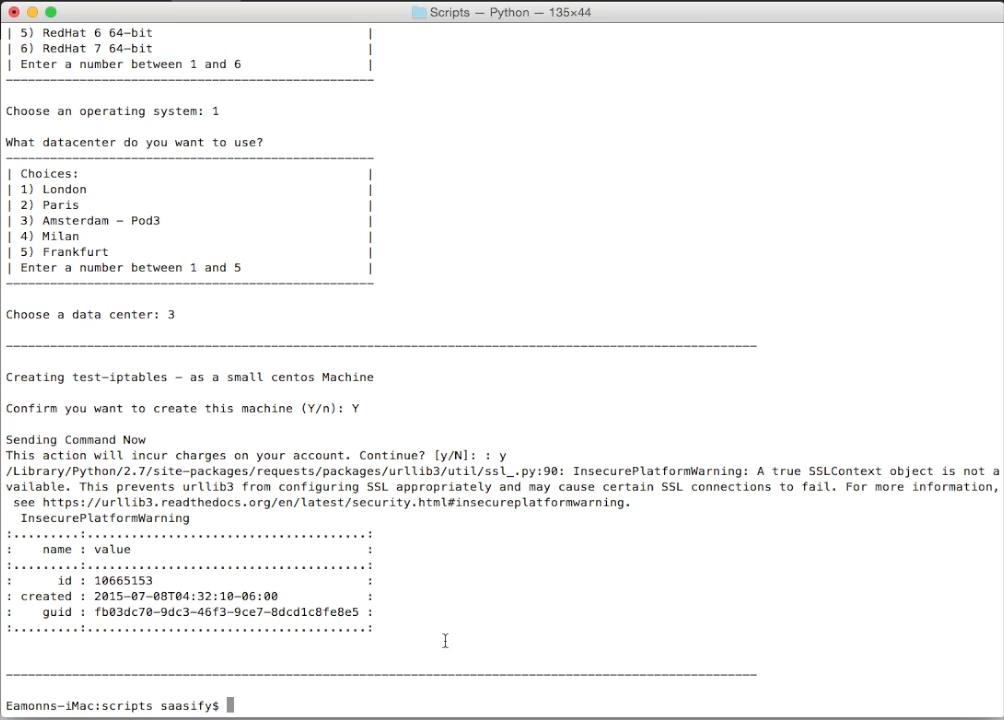 Scripts — Python — 135×44
| 5) RedHat 6 64-bit |
| 6) RedHat 7 64-bit |
| Enter a number between 1 and 6 |
--------------------------------------------------
Choose an operating system: 1
What datacenter do you want to use?
--------------------------------------------------
| Choices: |
| 1) London |
| 2) Paris |
| 3) Amsterdam - Pod3 |
| 4) Milan |
| 5) Frankfurt |
| Enter a number between 1 and 5 |
--------------------------------------------------
Choose a data center: 3
------------------------------------------------------------------------------------------------------
Creating test-iptables - as a small centos Machine
Confirm you want to create this machine (Y/n): Y
Sending Command Now
This action will incur charges on your account. Continue? [y/N]: : y
/Library/Python/2.7/site-packages/requests/packages/urllib3/util/ssl_.py:90: InsecurePlatformWarning: A true SSLContext object is not a
vailable. This prevents urllib3 from configuring SSL appropriately and may cause certain SSL connections to fail. For more information,
see https://urllib3.readthedocs.org/en/latest/security.html#insecureplatformwarning.
InsecurePlatformWarning
:.........:......................................:
: name : value :
:.........:......................................:
: id : 10665153 :
: created : 2015-07-08T04:32:10-06:00 :
: guid : fb03dc70-9dc3-46f3-9ce7-8dcd1c8fe8e5 :
:.........:......................................:
------------------------------------------------------------------------------------------------------
Eamonns-iMac:scripts saasify$